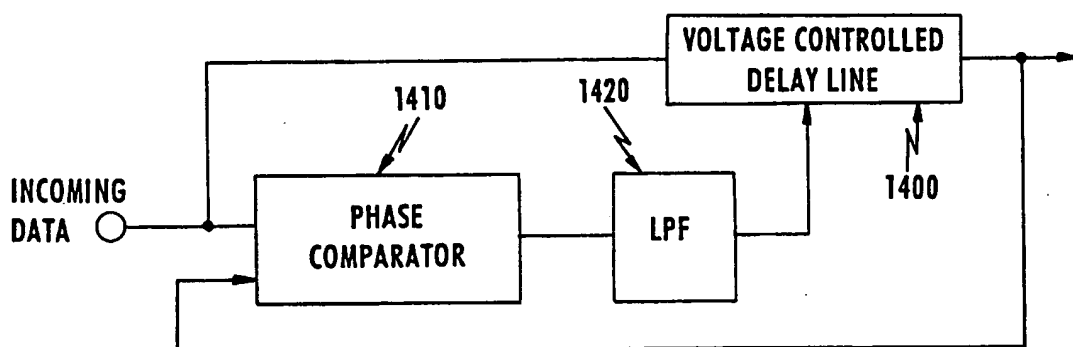 VOLTAGE CONTROLLED
DELAY LINE
1410
1420
1400
INCOMING
DATA
PHASE
COMPARATOR
LPF